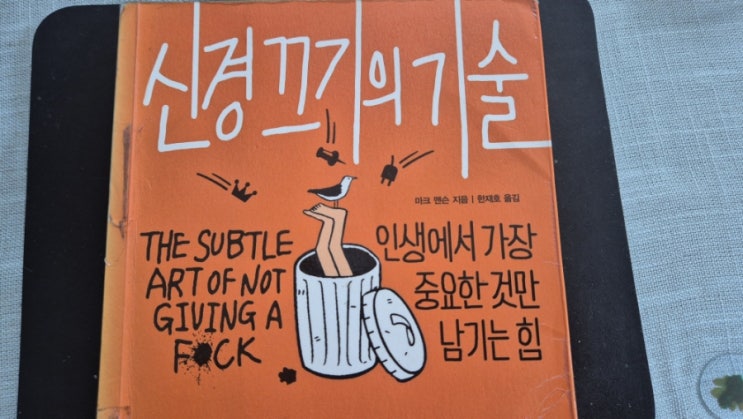 신경 끄기의 기술
마크 맨슨 지음 | 한재호 옮김
THE SUBTLE
ART OF NOT
GIVING A
F CK
인생에서 가장
중요한 것만
남기는 힘